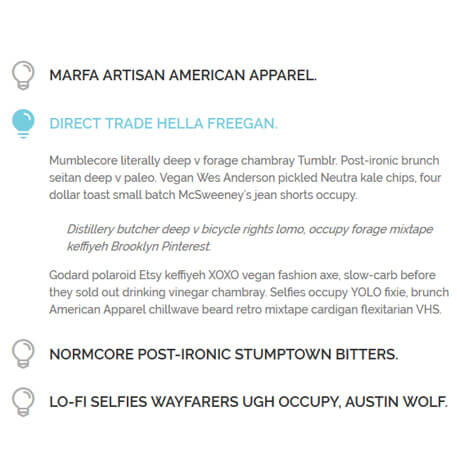 MARFA ARTISAN AMERICAN APPAREL.
DIRECT TRADE HELLA FREEGAN.
Mumblecore literally deep v forage chambray Tumblr. Post-ironic brunch
seitan deep v paleo. Vegan Wes Anderson pickled Neutra kale chips, four
dollar toast small batch McSweeney's jean shorts occupy.
Distillery butcher deep v bicycle rights lomo, occupy forage mixtape
keffiyeh Brooklyn Pinterest.
Godard polaroid Etsy keffiyeh XOXO vegan fashion axe, slow-carb before
they sold out drinking vinegar chambray. Selfies occupy YOLO fixie, brunch
American Apparel chillwave beard retro mixtape cardigan flexitarian VHS.
NORMCORE POST-IRONIC STUMPTOWN BITTERS.
LO-FI SELFIES WAYFARERS UGH OCCUPY, AUSTIN WOLF.